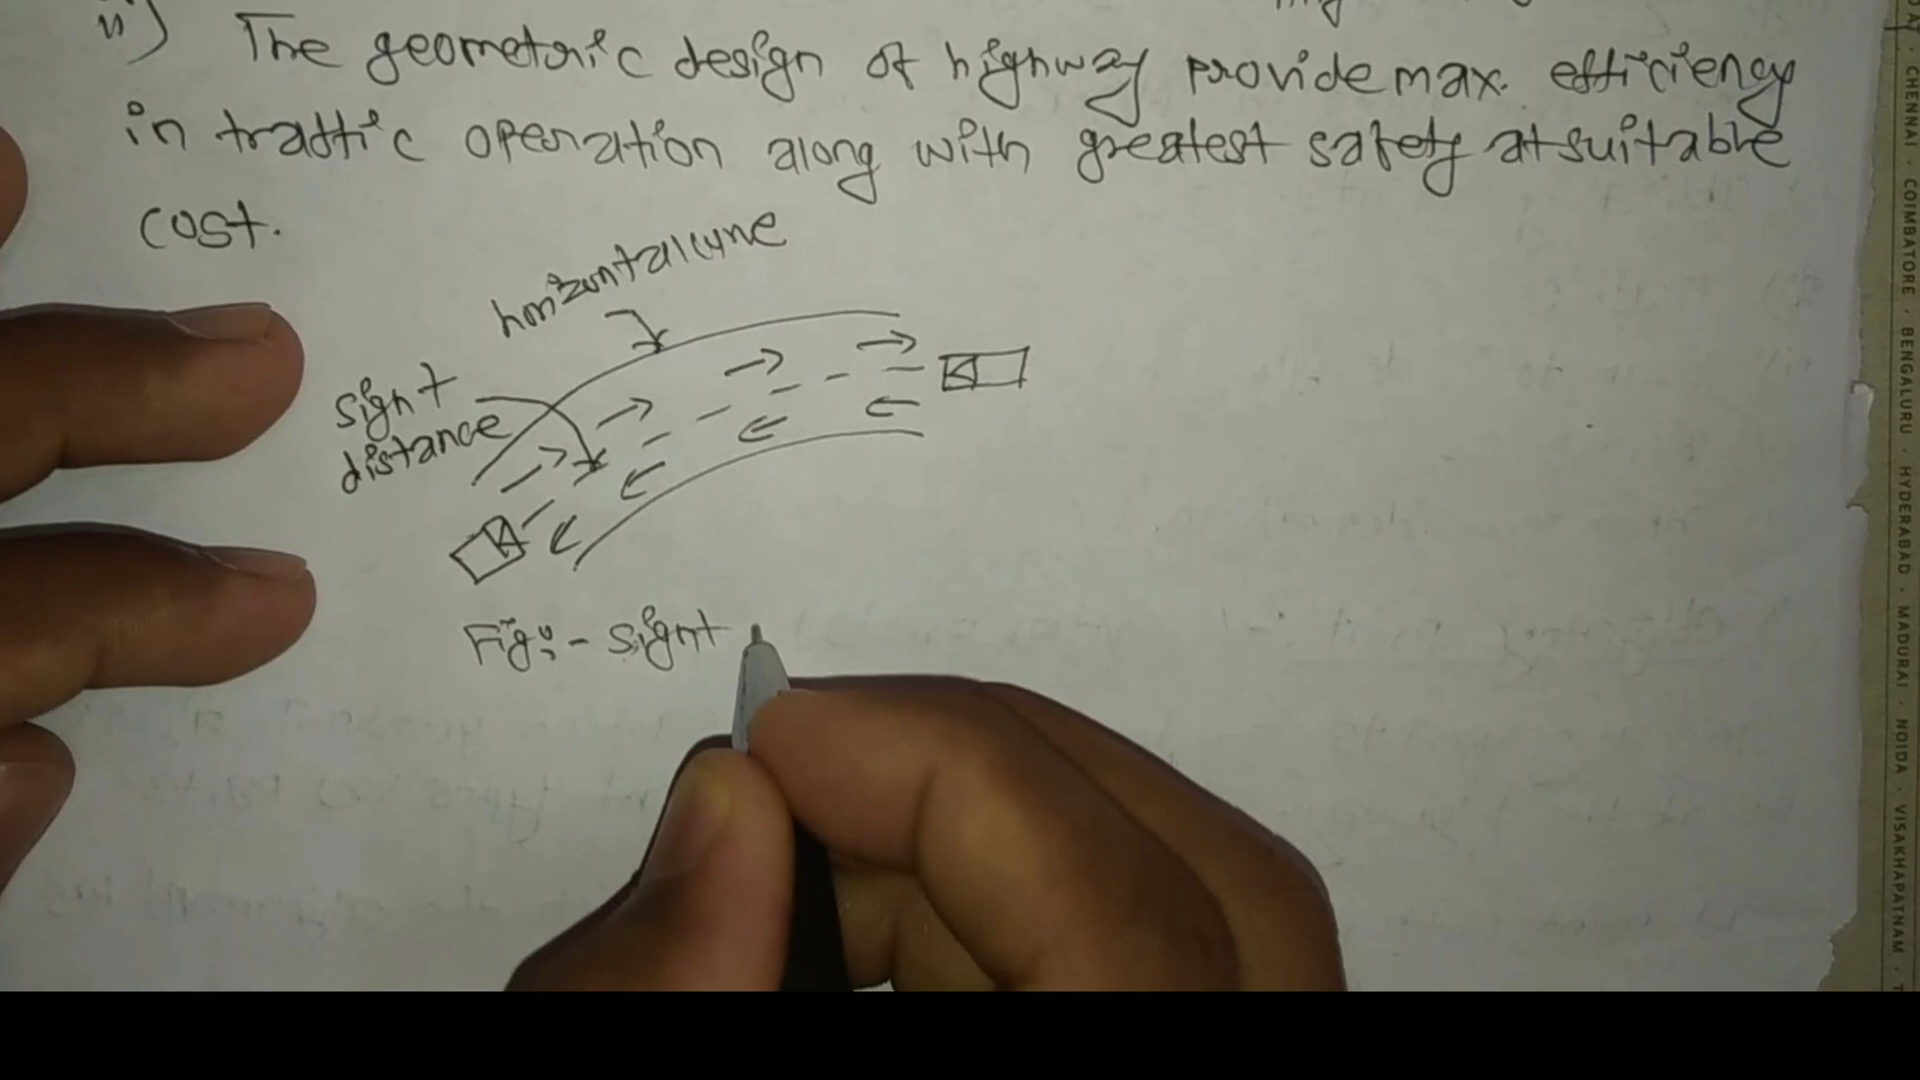 ii) The geometric design of highway provide max. efficiency
in traffic operation along with greatest safety at suitable
cost.
horizontal curve
sight
distance
Fig:- sight
CHENNAI · COIMBATORE · BENGALURU · HYDERABAD · MADURAI · NOIDA · VISAKHAPATNAM ·